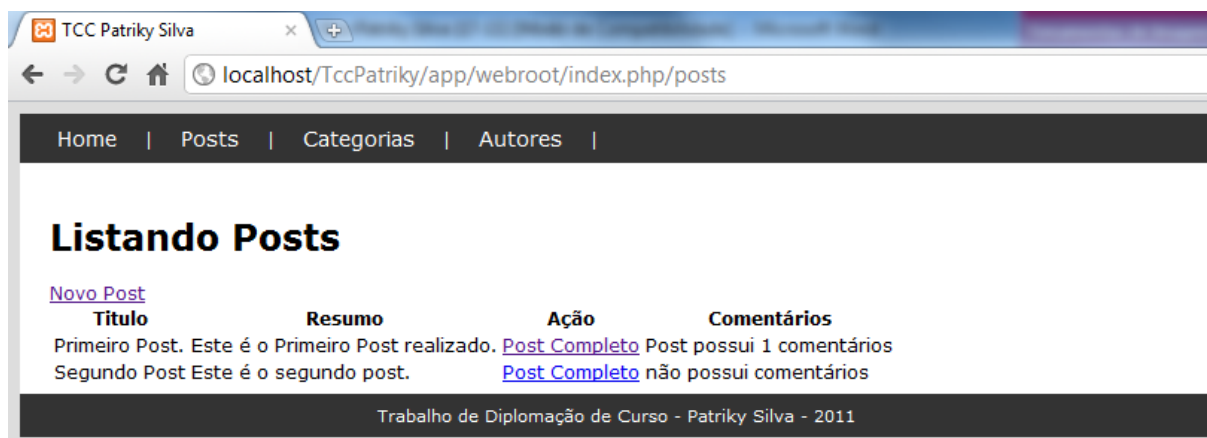 TCC Patriky Silva
localhost/TccPatriky/app/webroot/index.php/posts
Home | Posts | Categorias | Autores |
Listando Posts
Novo Post
Titulo Resumo Ação Comentários
Primeiro Post. Este é o Primeiro Post realizado. Post Completo Post possui 1 comentários
Segundo Post Este é o segundo post. Post Completo não possui comentários
Trabalho de Diplomação de Curso - Patriky Silva - 2011